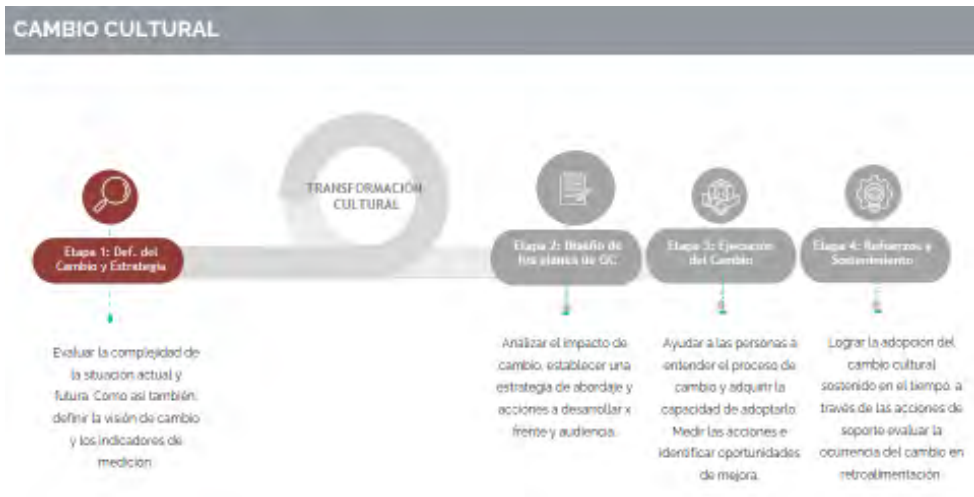 CAMBIO CULTURAL
TRANSFORMACIÓN
CULTURAL
Etapa 1: Def. del
Cambio y Estrategia
Evaluar la complejidad de
la situación actual y
futura. Como así también,
definir la visión de cambio
y los indicadores de
medición.
Etapa 2: Diseño de
los planes de GC
Analizar el impacto de
cambio, establecer una
estrategia de abordaje y
acciones a desarrollar x
frente y audiencia.
Etapa 3: Ejecución
del Cambio
Ayudar a las personas a
entender el proceso de
cambio y adquirir la
capacidad de adoptarlo.
Medir las acciones e
identificar oportunidades
de mejora.
Etapa 4: Refuerzos y
Sostenimiento
Lograr la adopción del
cambio cultural
sostenido en el tiempo, a
través de las acciones de
soporte evaluar la
ocurrencia del cambio en
retroalimentación